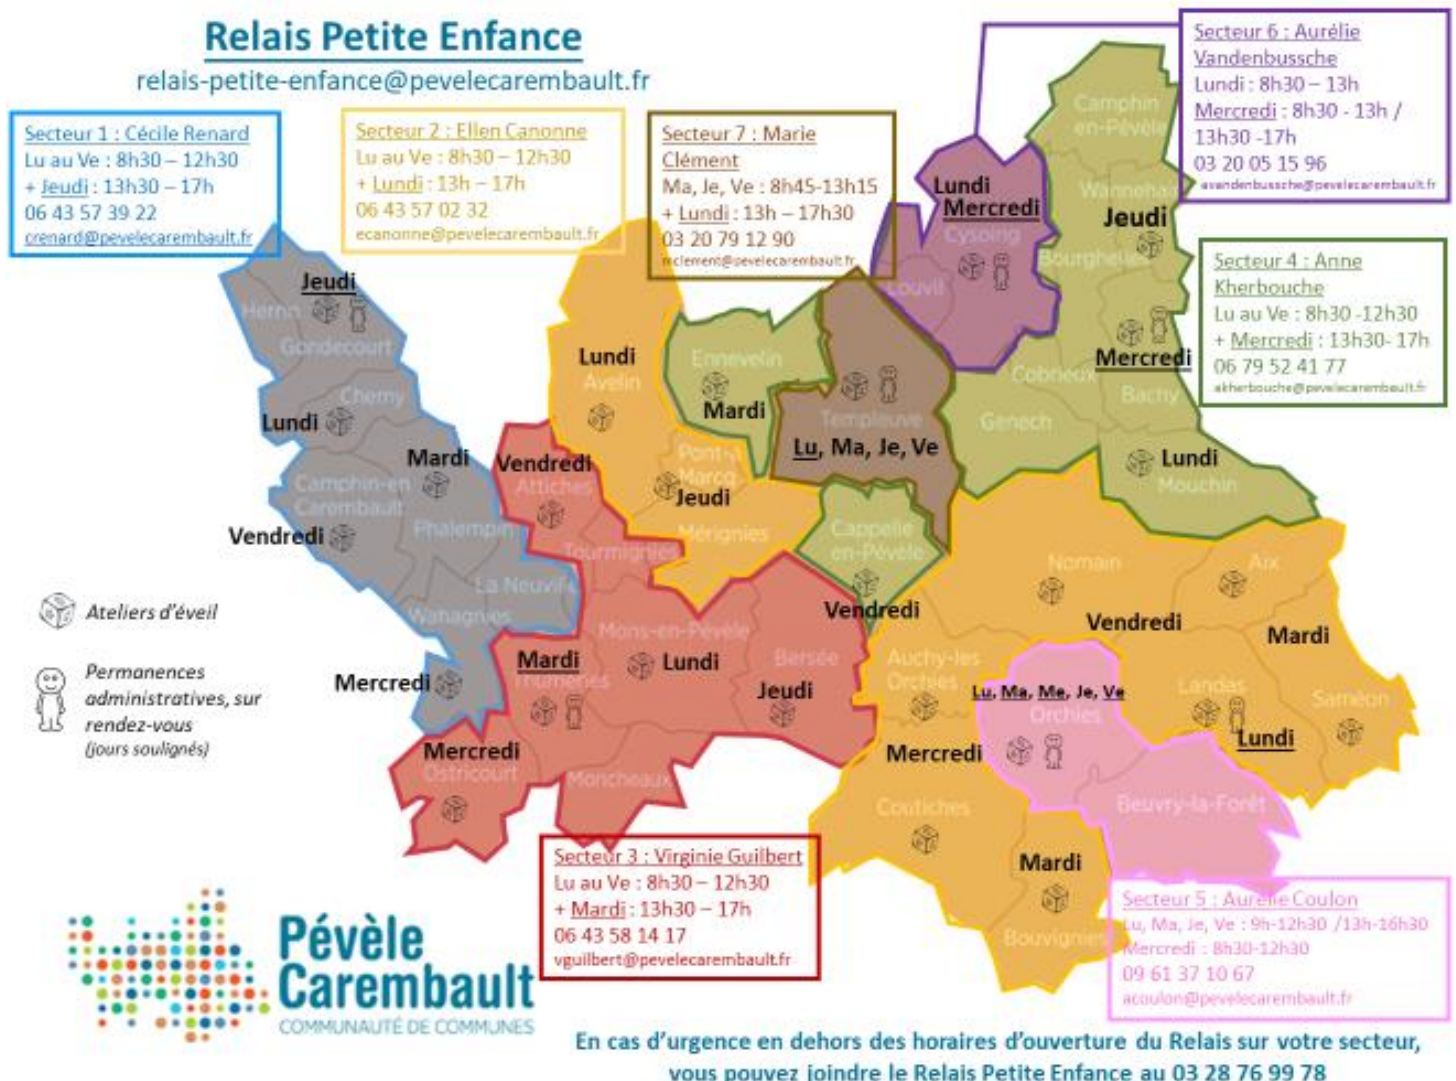 Relais Petite Enfance
relais-petite-enfance@pevelecarembault.fr
Secteur 1 : Cécile Renard
Lu au Ve : 8h30 – 12h30
+ Jeudi : 13h30 – 17h
06 43 57 39 22
crenard@pevelecarembault.fr
Secteur 2 : Ellen Canonne
Lu au Ve : 8h30 – 12h30
+ Lundi : 13h – 17h
06 43 57 02 32
ecanonne@pevelecarembault.fr
Secteur 7 : Marie
Clément
Ma, Je, Ve : 8h45-13h15
+ Lundi : 13h – 17h30
03 20 79 12 90
mclement@pevelecarembault.fr
Secteur 6 : Aurélie
Vandenbussche
Lundi : 8h30 – 13h
Mercredi : 8h30 - 13h /
13h30 -17h
03 20 05 15 96
avandenbussche@pevelecarembault.fr
Secteur 4 : Anne
Kherbouche
Lu au Ve : 8h30 -12h30
+ Mercredi : 13h30- 17h
06 79 52 41 77
akherbouche@pevelecarembault.fr
Camphin
en-Pévèle
Wannehain
Jeudi
Bourghelles
Lundi
Mercredi
Cysoing
Louvil
Mercredi
Cobrieux
Bachy
Genech
Lundi
Mouchin
Jeudi
Herrin
Gondecourt
Chemy
Lundi
Mardi
Camphin-en
Carembault
Phalempin
Vendredi
La Neuville
Wahagnies
Mercredi
Lundi
Avelin
Ennevelin
Mardi
Templeuve
Lu, Ma, Je, Ve
Pont-à
Marcq
Jeudi
Mérignies
Vendredi
Attiches
Tourmignies
Cappelle
en-Pévèle
Vendredi
Mons-en-Pévèle
Mardi
Thumeries
Lundi
Bersée
Jeudi
Mercredi
Ostricourt
Moncheaux
Nomain
Aix
Vendredi
Mardi
Auchy-les
Orchies
Lu, Ma, Me, Je, Ve
Orchies
Landas
Saméon
Lundi
Mercredi
Coutiches
Beuvry-la-Forêt
Mardi
Bouvignies
Ateliers d'éveil
Permanences
administratives, sur
rendez-vous
(jours soulignés)
Secteur 3 : Virginie Guilbert
Lu au Ve : 8h30 – 12h30
+ Mardi : 13h30 – 17h
06 43 58 14 17
vguilbert@pevelecarembault.fr
Secteur 5 : Aurélie Coulon
Lu, Ma, Je, Ve : 9h-12h30 /13h-16h30
Mercredi : 8h30-12h30
09 61 37 10 67
acoulon@pevelecarembault.fr
Pévèle
Carembault
COMMUNAUTÉ DE COMMUNES
En cas d'urgence en dehors des horaires d'ouverture du Relais sur votre secteur,
vous pouvez joindre le Relais Petite Enfance au 03 28 76 99 78